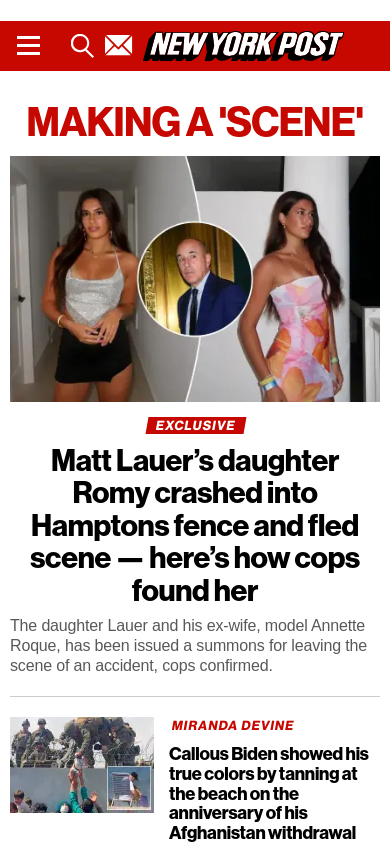 NEW YORK POST
MAKING A 'SCENE'
EXCLUSIVE
Matt Lauer’s daughter
Romy crashed into
Hamptons fence and fled
scene — here’s how cops
found her
The daughter Lauer and his ex-wife, model Annette
Roque, has been issued a summons for leaving the
scene of an accident, cops confirmed.
MIRANDA DEVINE
Callous Biden showed his
true colors by tanning at
the beach on the
anniversary of his
Afghanistan withdrawal